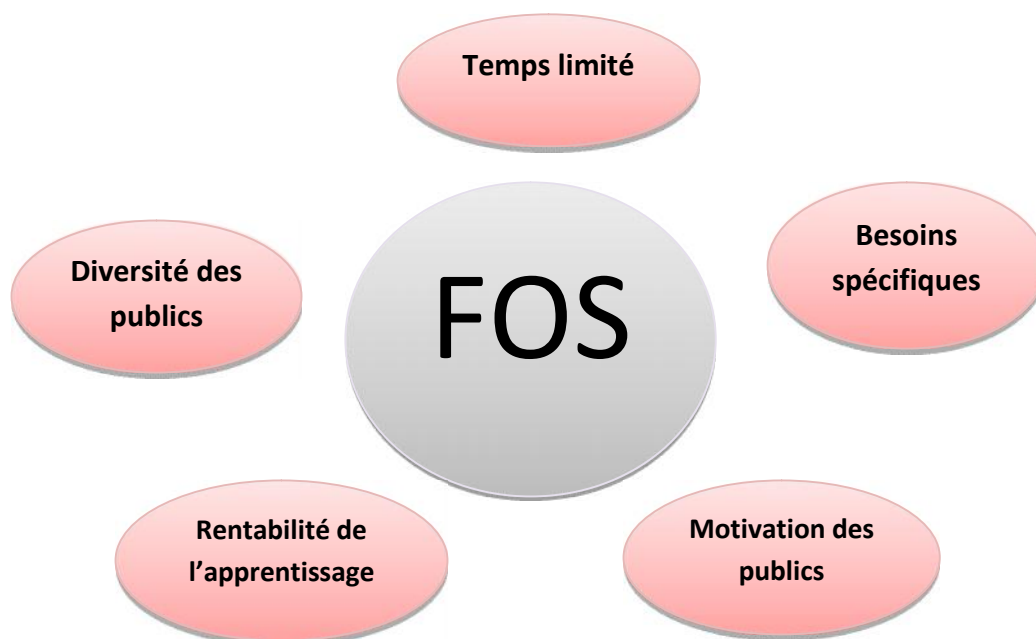 Temps limité
Besoins
spécifiques
Diversité des
publics
FOS
Rentabilité de
l’apprentissage
Motivation des
publics